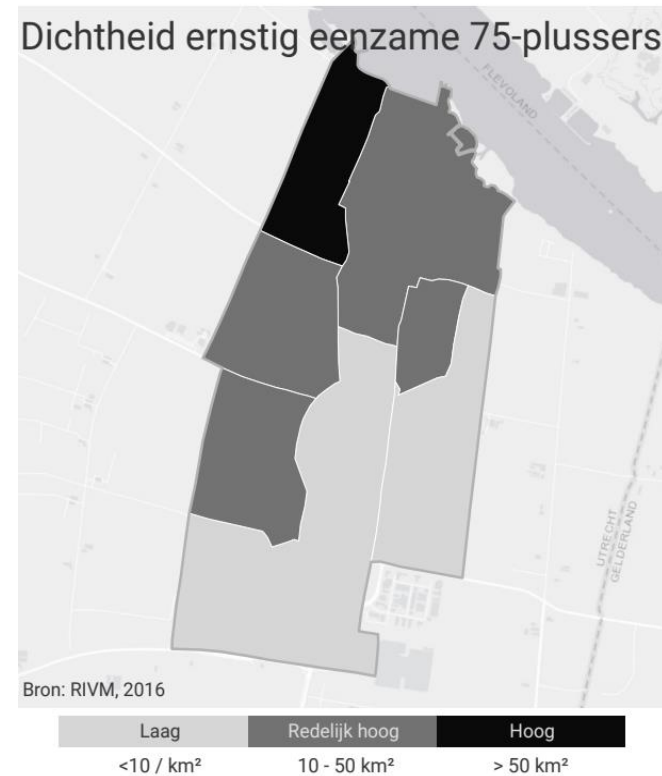 Dichtheid ernstig eenzame 75-plussers
FLEVOLAND
UTRECHT
GELDERLAND
Bron: RIVM, 2016
Laag
Redelijk hoog
Hoog
<10 / km²
10 - 50 km²
> 50 km²